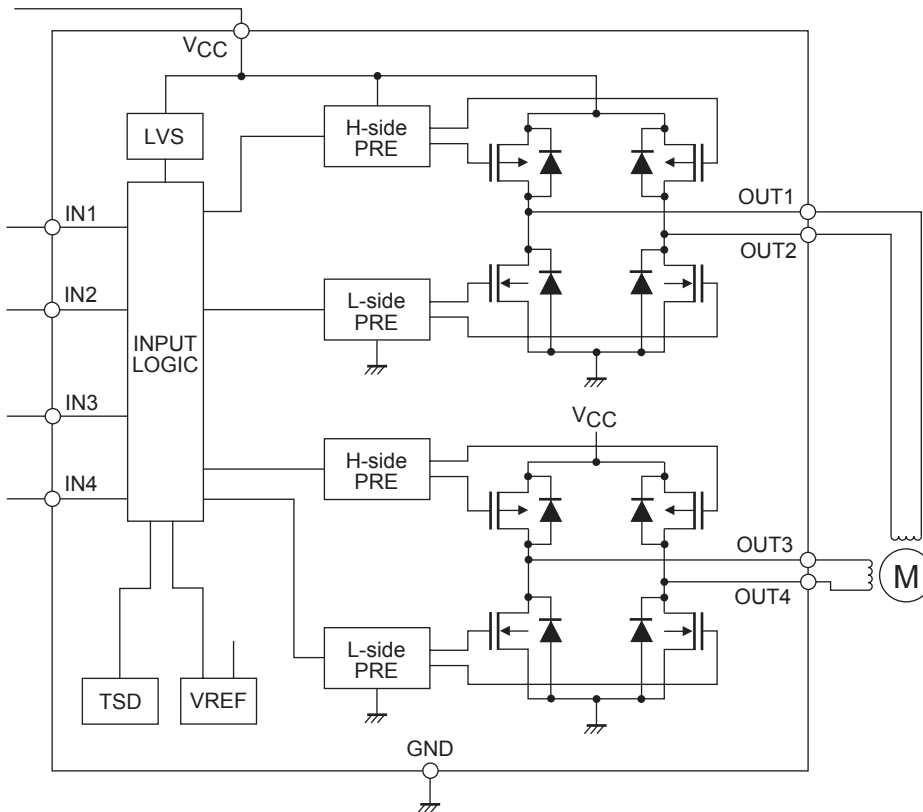 VCC
LVS
H-side
PRE
IN1
OUT1
OUT2
IN2
L-side
PRE
INPUT
LOGIC
IN3
VCC
H-side
PRE
IN4
OUT3
M
OUT4
L-side
PRE
TSD
VREF
GND